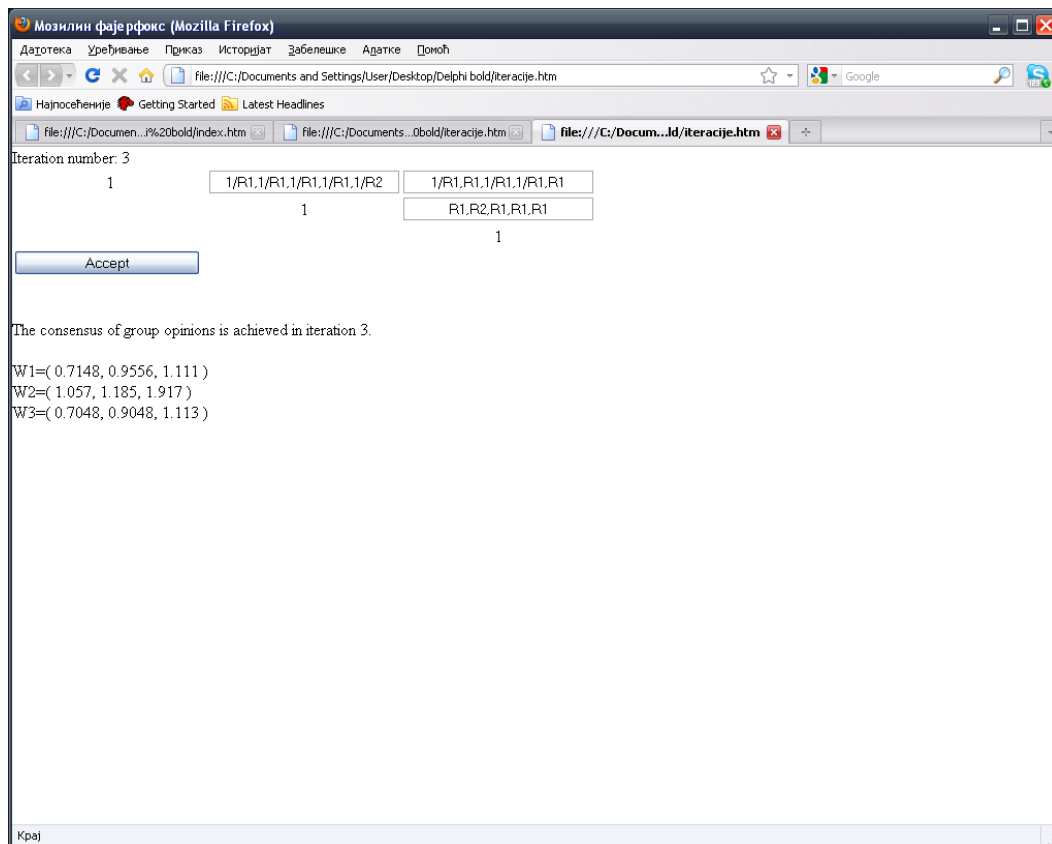 Мозилин фајерфокс (Mozilla Firefox)
Датотека Уређивање Приказ Историјат Забелешке Алатке Помоћ
file:///C:/Documents and Settings/User/Desktop/Delphi bold/iteracije.htm Google
Најпосећеније Getting Started Latest Headlines
file:///C:/Documen...i%20bold/index.htm file:///C:/Documents...0bold/iteracije.htm file:///C:/Docum...ld/iteracije.htm
Iteration number: 3
1 1/R1,1/R1,1/R1,1/R1,1/R2 1/R1,R1,1/R1,1/R1,R1
1 R1,R2,R1,R1,R1
1
Accept
The consensus of group opinions is achieved in iteration 3.
W1=( 0.7148, 0.9556, 1.111 )
W2=( 1.057, 1.185, 1.917 )
W3=( 0.7048, 0.9048, 1.113 )
Крај